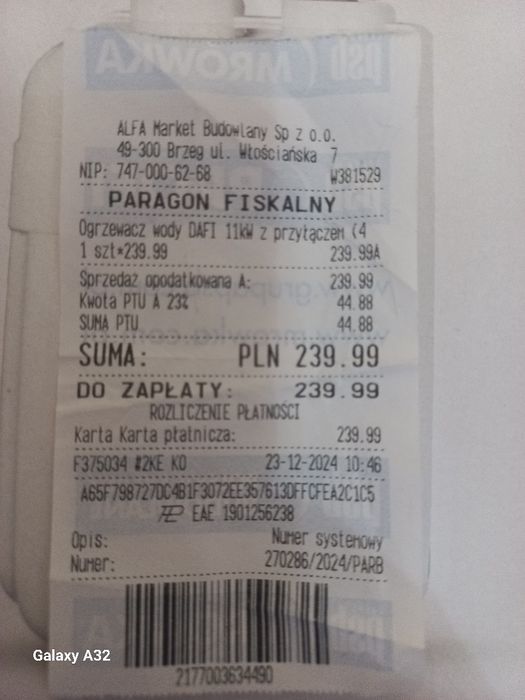 ALFA Market Budowlany Sp z o.o.
49-300 Brzeg ul. Włościańska 7
NIP: 747-000-62-68 W381529
PARAGON FISKALNY
Ogrzewacz wody DAFI 11kW z przyłączem (4
1 szt*239.99 239.99A
Sprzedaż opodatkowana A: 239.99
Kwota PTU A 23% 44.88
SUMA PTU 44.88
SUMA: PLN 239.99
DO ZAPŁATY: 239.99
ROZLICZENIE PŁATNOŚCI
Karta Karta płatnicza: 239.99
F375034 #2KE KO 23-12-2024 10:46
A65F798727DC4B1F3072EE357613DFFCFEA2C1C5
EAE 1901256238
Opis: Numer systemowy
Numer: 270286/2024/PARB
2177003634490
Galaxy A32